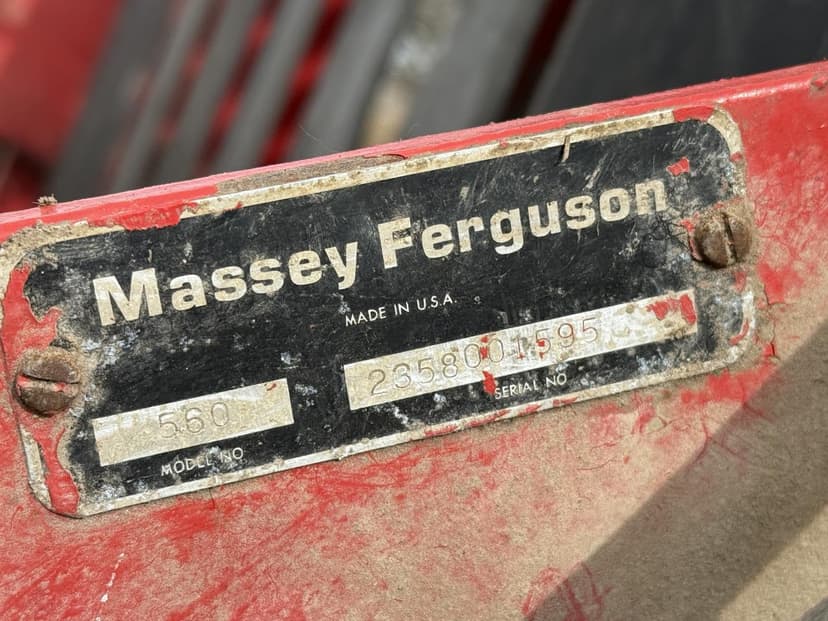 Massey Ferguson
MADE IN U.S.A.
560
MODEL NO
2358001595
SERIAL NO